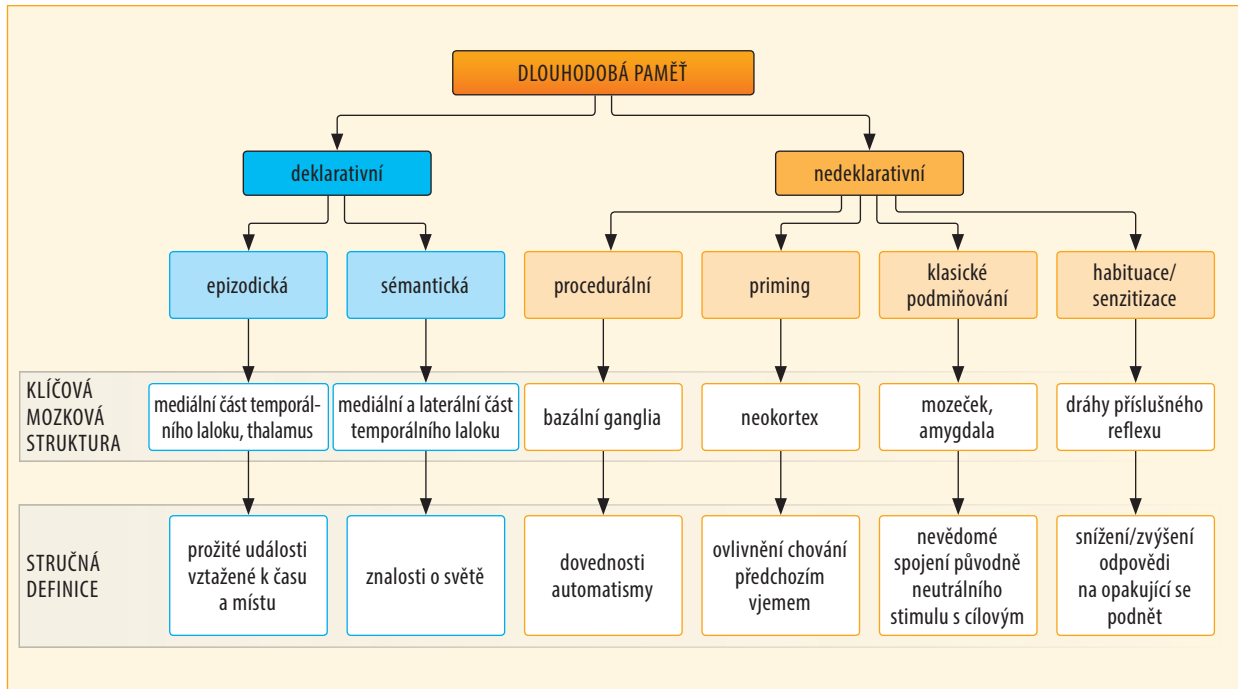 DLOUHODOBÁ PAMĚŤ
deklarativní
nedeklarativní
epizodická
sémantická
procedurální
priming
klasické
podmiňování
habituace/
senzitizace
KLÍČOVÁ
MOZKOVÁ
STRUKTURA
mediální část temporál-
ního laloku, thalamus
mediální a laterální část
temporálního laloku
bazální ganglia
neokortex
mozeček,
amygdala
dráhy příslušného
reflexu
STRUČNÁ
DEFINICE
prožité události
vztažené k času
a místu
znalosti o světě
dovednosti
automatismy
ovlivnění chování
předchozím
vjemem
nevědomé
spojení původně
neutrálního
stimulu s cílovým
snížení/zvýšení
odpovědi
na opakující se
podnět